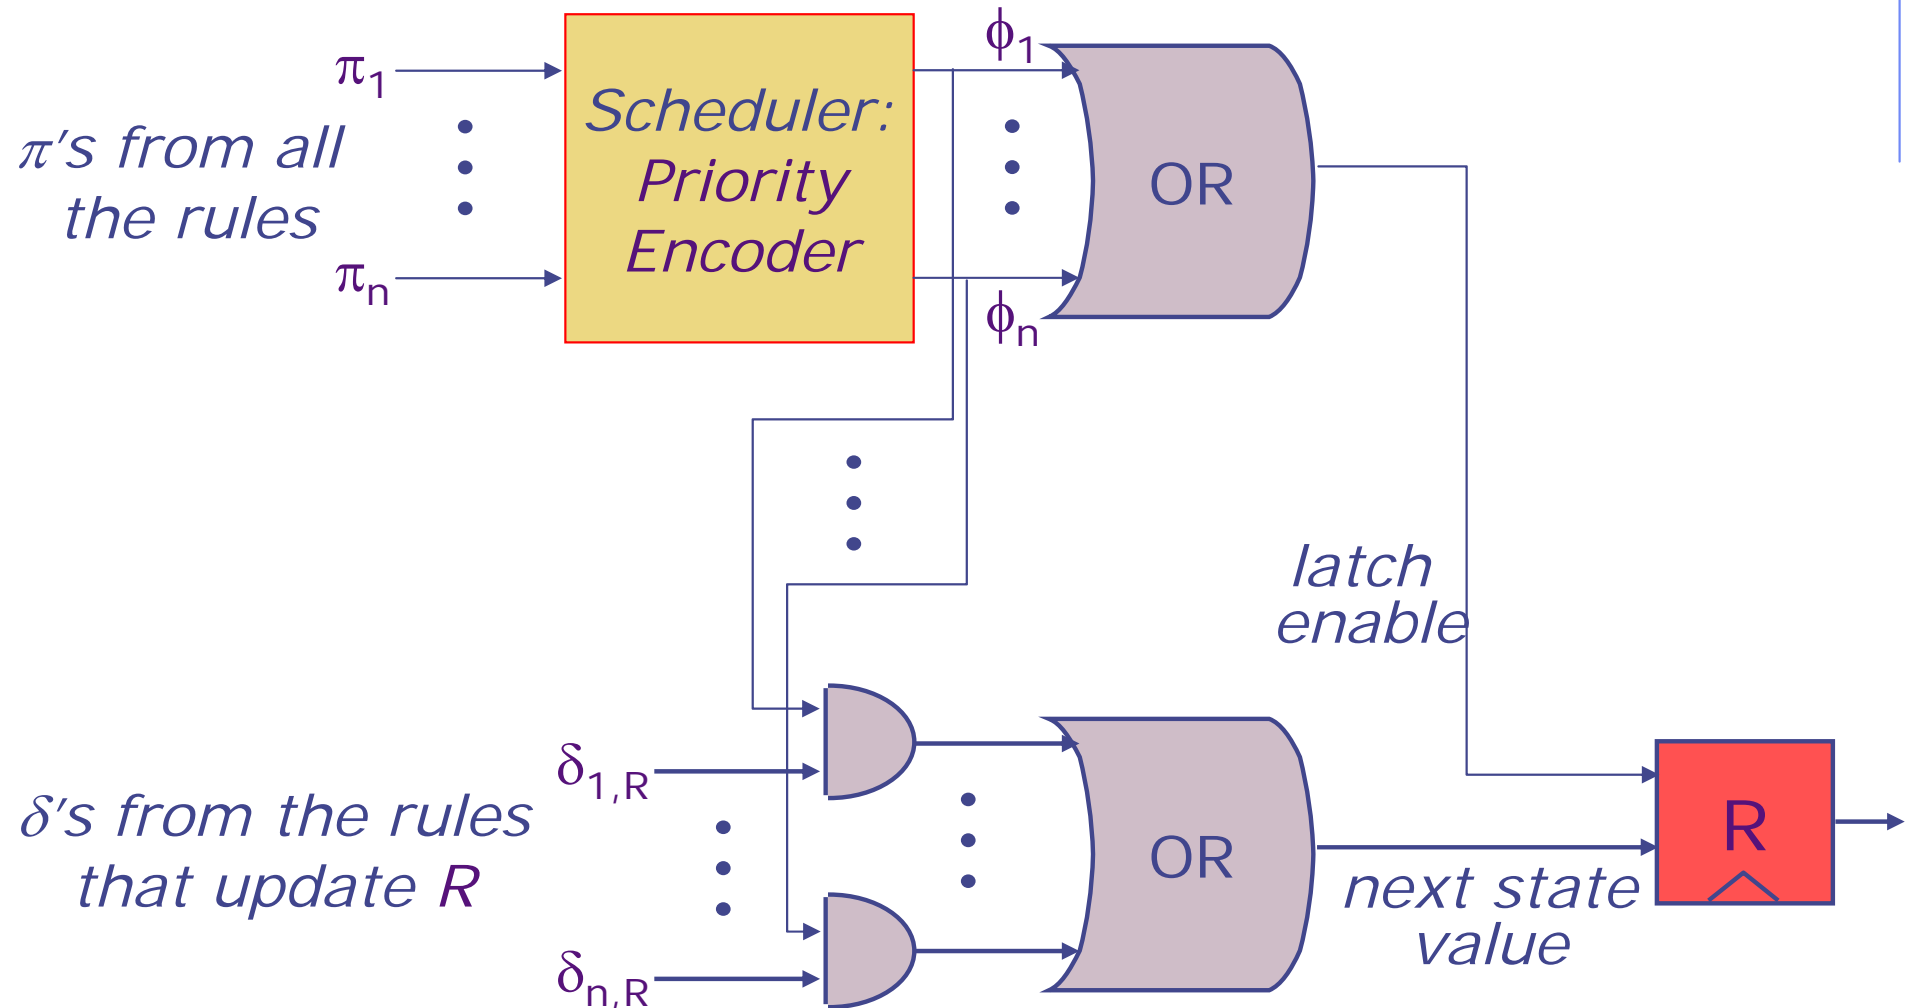 π₁
ϕ₁
π's from all
the rules
Scheduler:
Priority
Encoder
OR
πₙ
ϕₙ
latch
enable
δ₁,R
δ's from the rules
that update R
OR
R
next state
value
δₙ,R